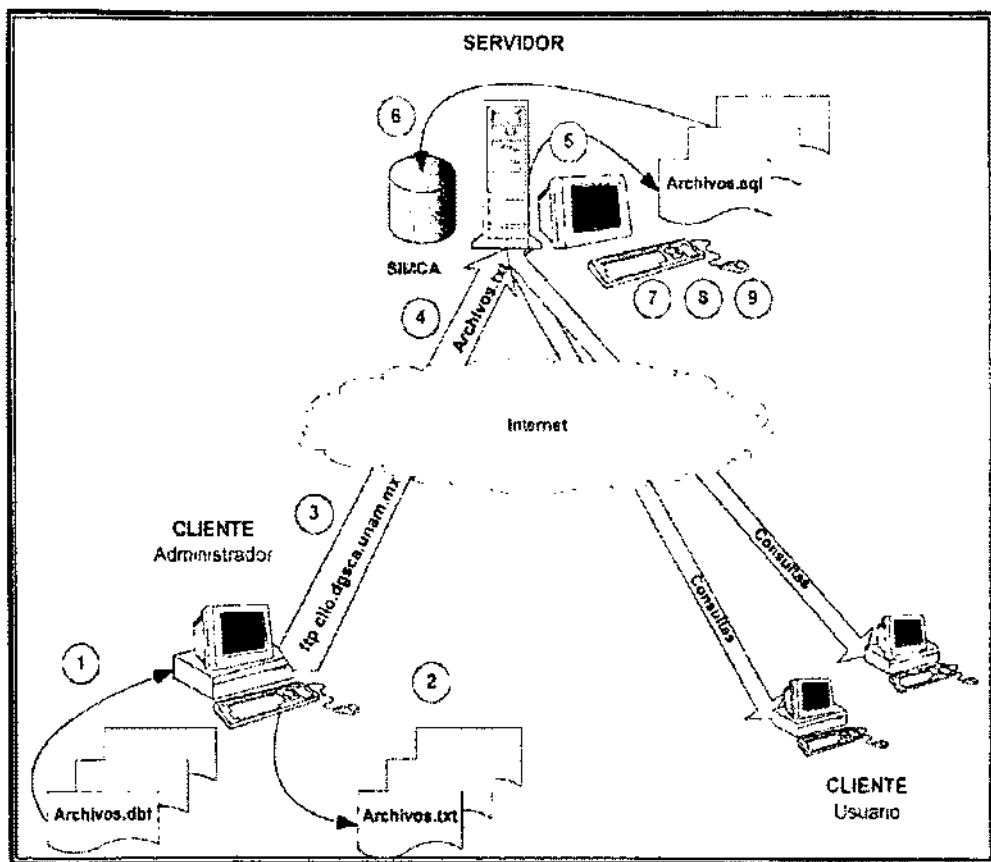 SERVIDOR
6
5
Archivos.sql
SIMCA
7
8
9
4
Archivos.txt
Internet
3
ftp clio.dgsca.unam.mx
CLIENTE
Administrador
Consultas
Consultas
1
2
Archivos.dbf
Archivos.txt
CLIENTE
Usuario